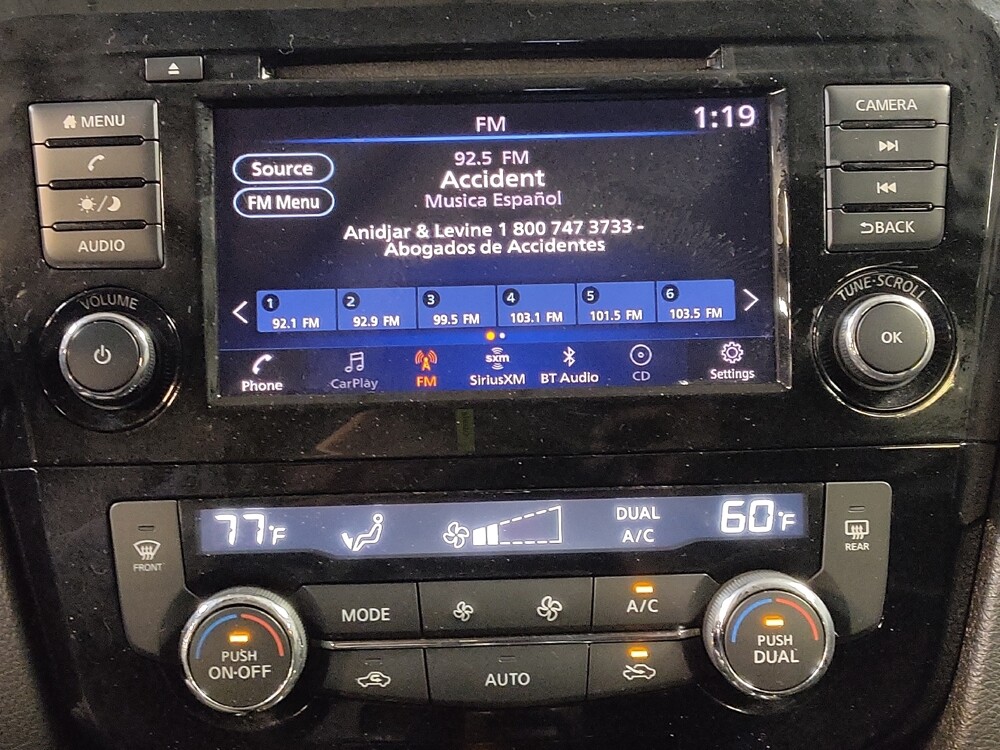 MENU
AUDIO
VOLUME
FM
1:19
Source
FM Menu
92.5 FM
Accident
Musica Español
Anidjar & Levine 1 800 747 3733 -
Abogados de Accidentes
1
92.1 FM
2
92.9 FM
3
99.5 FM
4
103.1 FM
5
101.5 FM
6
103.5 FM
Phone
CarPlay
FM
sxm
SiriusXM
BT Audio
CD
Settings
CAMERA
BACK
TUNE·SCROLL
OK
77°F
DUAL
A/C
60°F
FRONT
REAR
MODE
A/C
PUSH
ON·OFF
AUTO
PUSH
DUAL